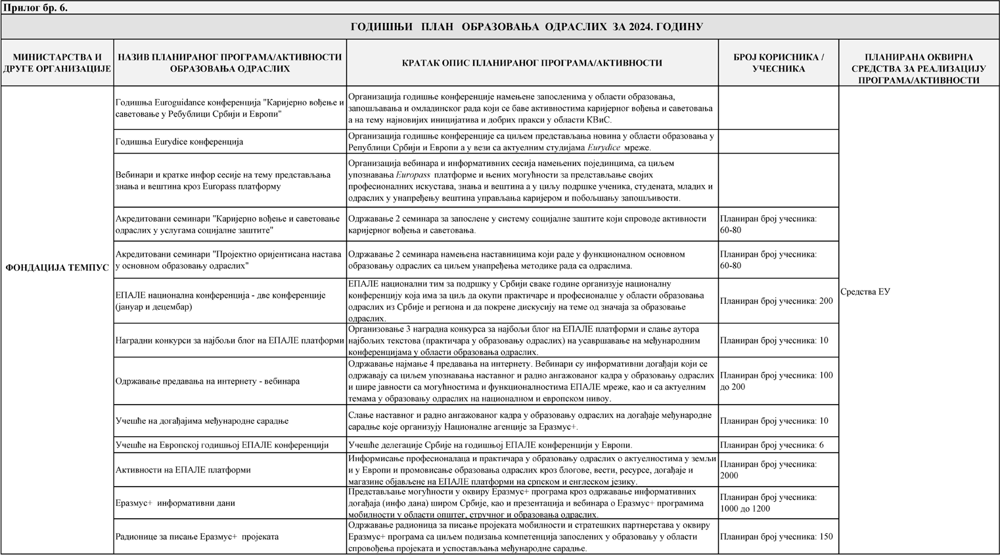 Прилог бр. 6.
ГОДИШЊИ ПЛАН ОБРАЗОВАЊА ОДРАСЛИХ ЗА 2024. ГОДИНУ
МИНИСТАРСТВА И
ДРУГЕ ОРГАНИЗАЦИЈЕ
НАЗИВ ПЛАНИРАНОГ ПРОГРАМА/АКТИВНОСТИ
ОБРАЗОВАЊА ОДРАСЛИХ
КРАТАК ОПИС ПЛАНИРАНОГ ПРОГРАМА/АКТИВНОСТИ
БРОЈ КОРИСНИКА /
УЧЕСНИКА
ПЛАНИРАНА ОКВИРНА
СРЕДСТВА ЗА РЕАЛИЗАЦИЈУ
ПРОГРАМА/АКТИВНОСТИ
ФОНДАЦИЈА ТЕМПУС
Годишња Euroguidance конференција "Каријерно вођење и
саветовање у Ребублици Србији и Европи"
Организација годишње конференције намењене запосленима у области образовања,
запошљавања и омладинског рада који се баве активностима каријерног вођења и саветовања
а на тему најновијих иницијатива и добрих пракси у области КВиС.
Годишња Eurydice конференција
Организација годишње конференције са циљем представљања новина у области образовања у
Републици Србији и Европи а у вези са актуелним студијама Eurydice мреже.
Вебинари и кратке инфор сесије на тему представљања
знања и вештина кроз Europass платформу
Организација вебинара и информативних сесија намењених појединцима, са циљем
упознавања Europass платформе и њених могућности за представљање својих
професионалних искустава, знања и вештина а у циљу подршке ученика, студената, младих и
одраслих у унапређењу вештина управљања каријером и побољшању запошљивости.
Акредитовани семинари "Каријерно вођење и саветовање
одраслих у услугама социјалне заштите"
Одржавање 2 семинара за запослене у систему социјалне заштите који спроводе активности
каријерног вођења и саветовања.
Планиран број учесника:
60-80
Акредитовани семинари "Пројектно оријентисана настава
у основном образовању одраслих"
Одржавање 2 семинара намењена наставницима који раде у функционалном основном
образовању одраслих са циљем унапређења методике рада са одраслима.
Планиран број учесника:
60-80
ЕПАЛЕ национална конференција - две конференције
(јануар и децембар)
ЕПАЛЕ национални тим за подршку у Србији сваке године организује националну
конференцију која има за циљ да окупи практичаре и професионалце у области образовања
одраслих из Србије и региона и да покрене дискусију на теме од значаја за образовање
одраслих.
Планиран број учесника: 200
Средства ЕУ
Наградни конкурси за најбољи блог на ЕПАЛЕ платформи
Организовање 3 наградна конкурса за најбољи блог на ЕПАЛЕ платформи и слање аутора
најбољих текстова (практичара у образовању одраслих) на усавршавање на међународним
конференцијама у области образовања одраслих.
Планиран број учесника: 10
Одржавање предавања на интернету - вебинара
Одржавање најмање 4 предавања на интернету. Вебинари су информативни догађаји који се
одржавају са циљем упознавања наставног и радно ангажованог кадра у образовању одраслих
и шире јавности са могућностима и функционалностима ЕПАЛЕ мреже, као и са актуелним
темама у образовању одраслих на националном и европском нивоу.
Планиран број учесника: 100
до 200
Учешће на догађајима међународне сарадње
Слање наставног и радно ангажованог кадра у образовању одраслих на догађаје међународне
сарадње које организују Националне агенције за Еразмус+.
Планиран број учесника: 10
Учешће на Европској годишњој ЕПАЛЕ конференцији
Учешће делегације Србије на годишњој ЕПАЛЕ конференцији у Европи.
Планиран број учесника: 6
Активности на ЕПАЛЕ платформи
Информисање професионалаца и практичара у образовању одраслих о актуелностима у земљи
и у Европи и промовисање образовања одраслих кроз блогове, вести, ресурсе, догађаје и
магазине објављене на ЕПАЛЕ платформи на српском и енглеском језику.
Планиран број учесника:
2000
Еразмус+ информативни дани
Представљање могућности у оквиру Еразмус+ програма кроз одржавање информативних
догађаја (инфо дана) широм Србије, као и презентација и вебинара о Еразмус+ програмима
мобилности у области општег, стручног и образовања одраслих.
Планиран број учесника:
1000 до 1200
Радионице за писање Еразмус+ пројеката
Одржавање радионица за писање пројеката мобилности и стратешких партнерстава у оквиру
Еразмус+ програма са циљем подизања компетенција запослених у образовању у области
спровођења пројеката и успостављања међународне сарадње.
Планиран број учесника: 150